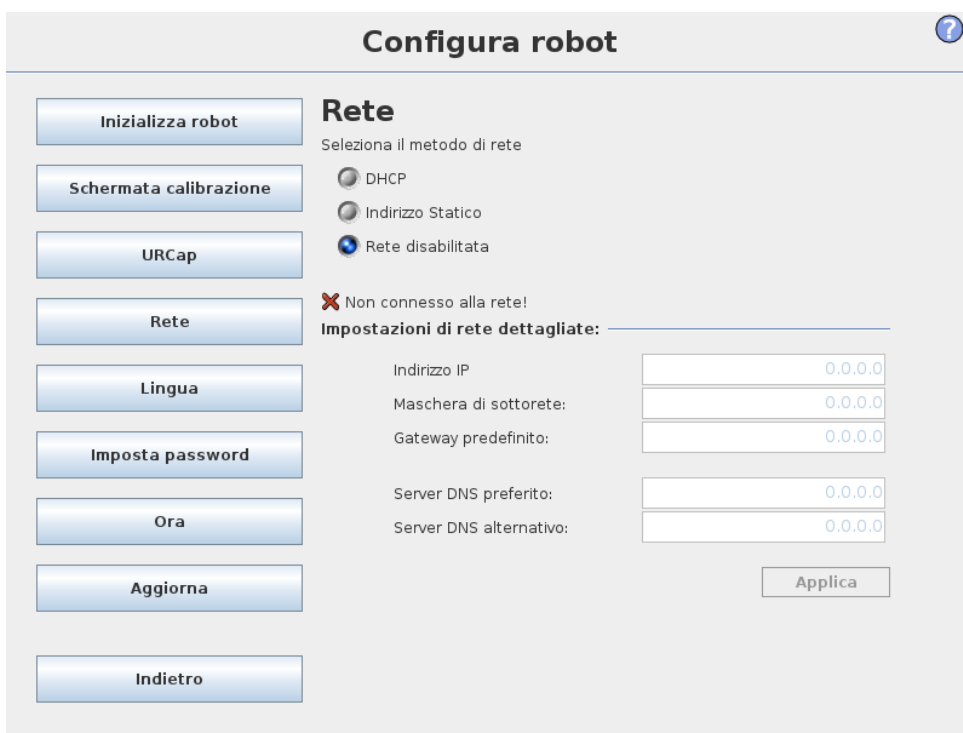 Configura robot
?
Inizializza robot
Schermata calibrazione
URCap
Rete
Lingua
Imposta password
Ora
Aggiorna
Indietro
Rete
Seleziona il metodo di rete
DHCP
Indirizzo Statico
Rete disabilitata
Non connesso alla rete!
Impostazioni di rete dettagliate:
Indirizzo IP 0.0.0.0
Maschera di sottorete: 0.0.0.0
Gateway predefinito: 0.0.0.0
Server DNS preferito: 0.0.0.0
Server DNS alternativo: 0.0.0.0
Applica